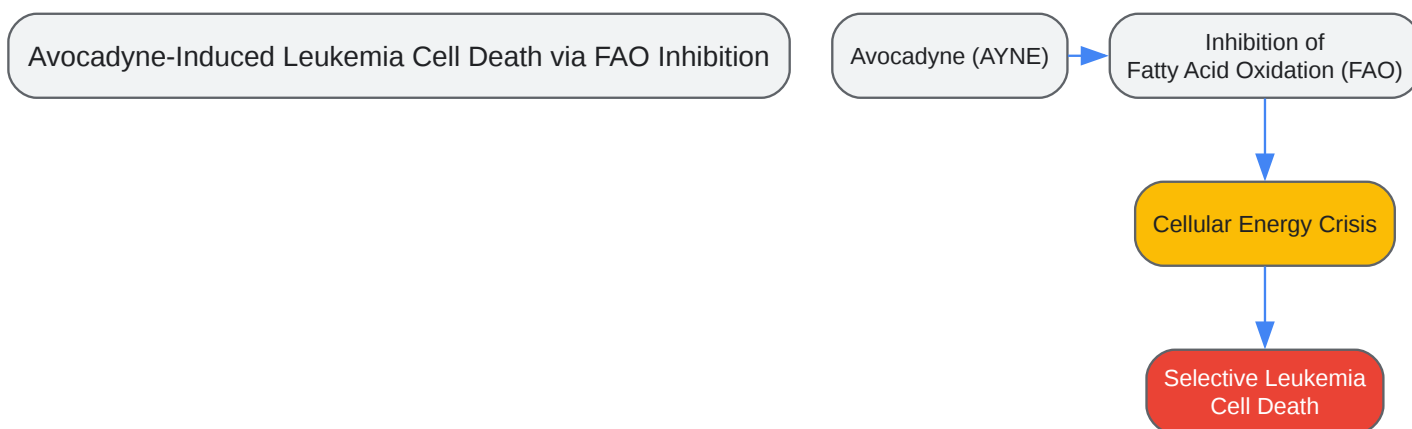 Avocadyne-Induced Leukemia Cell Death via FAO Inhibition
Avocadyne (AYNE)
Inhibition of
Fatty Acid Oxidation (FAO)
Cellular Energy Crisis
Selective Leukemia
Cell Death